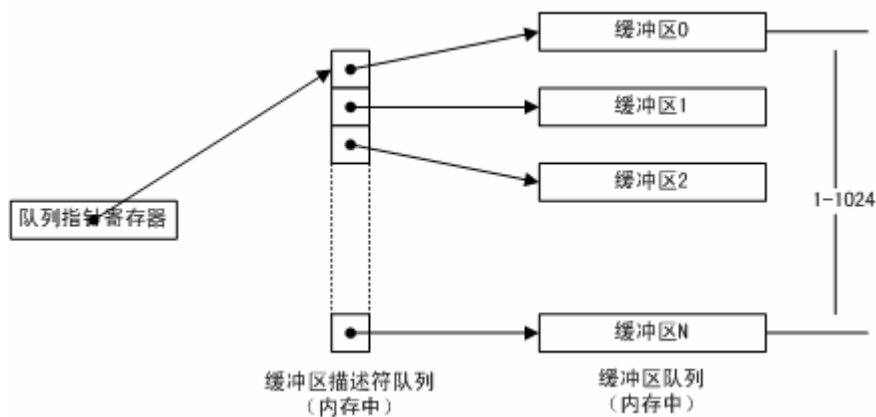 缓冲区0
缓冲区1
缓冲区2
1-1024
队列指针寄存器
缓冲区N
缓冲区描述符队列
（内存中）
缓冲区队列
（内存中）